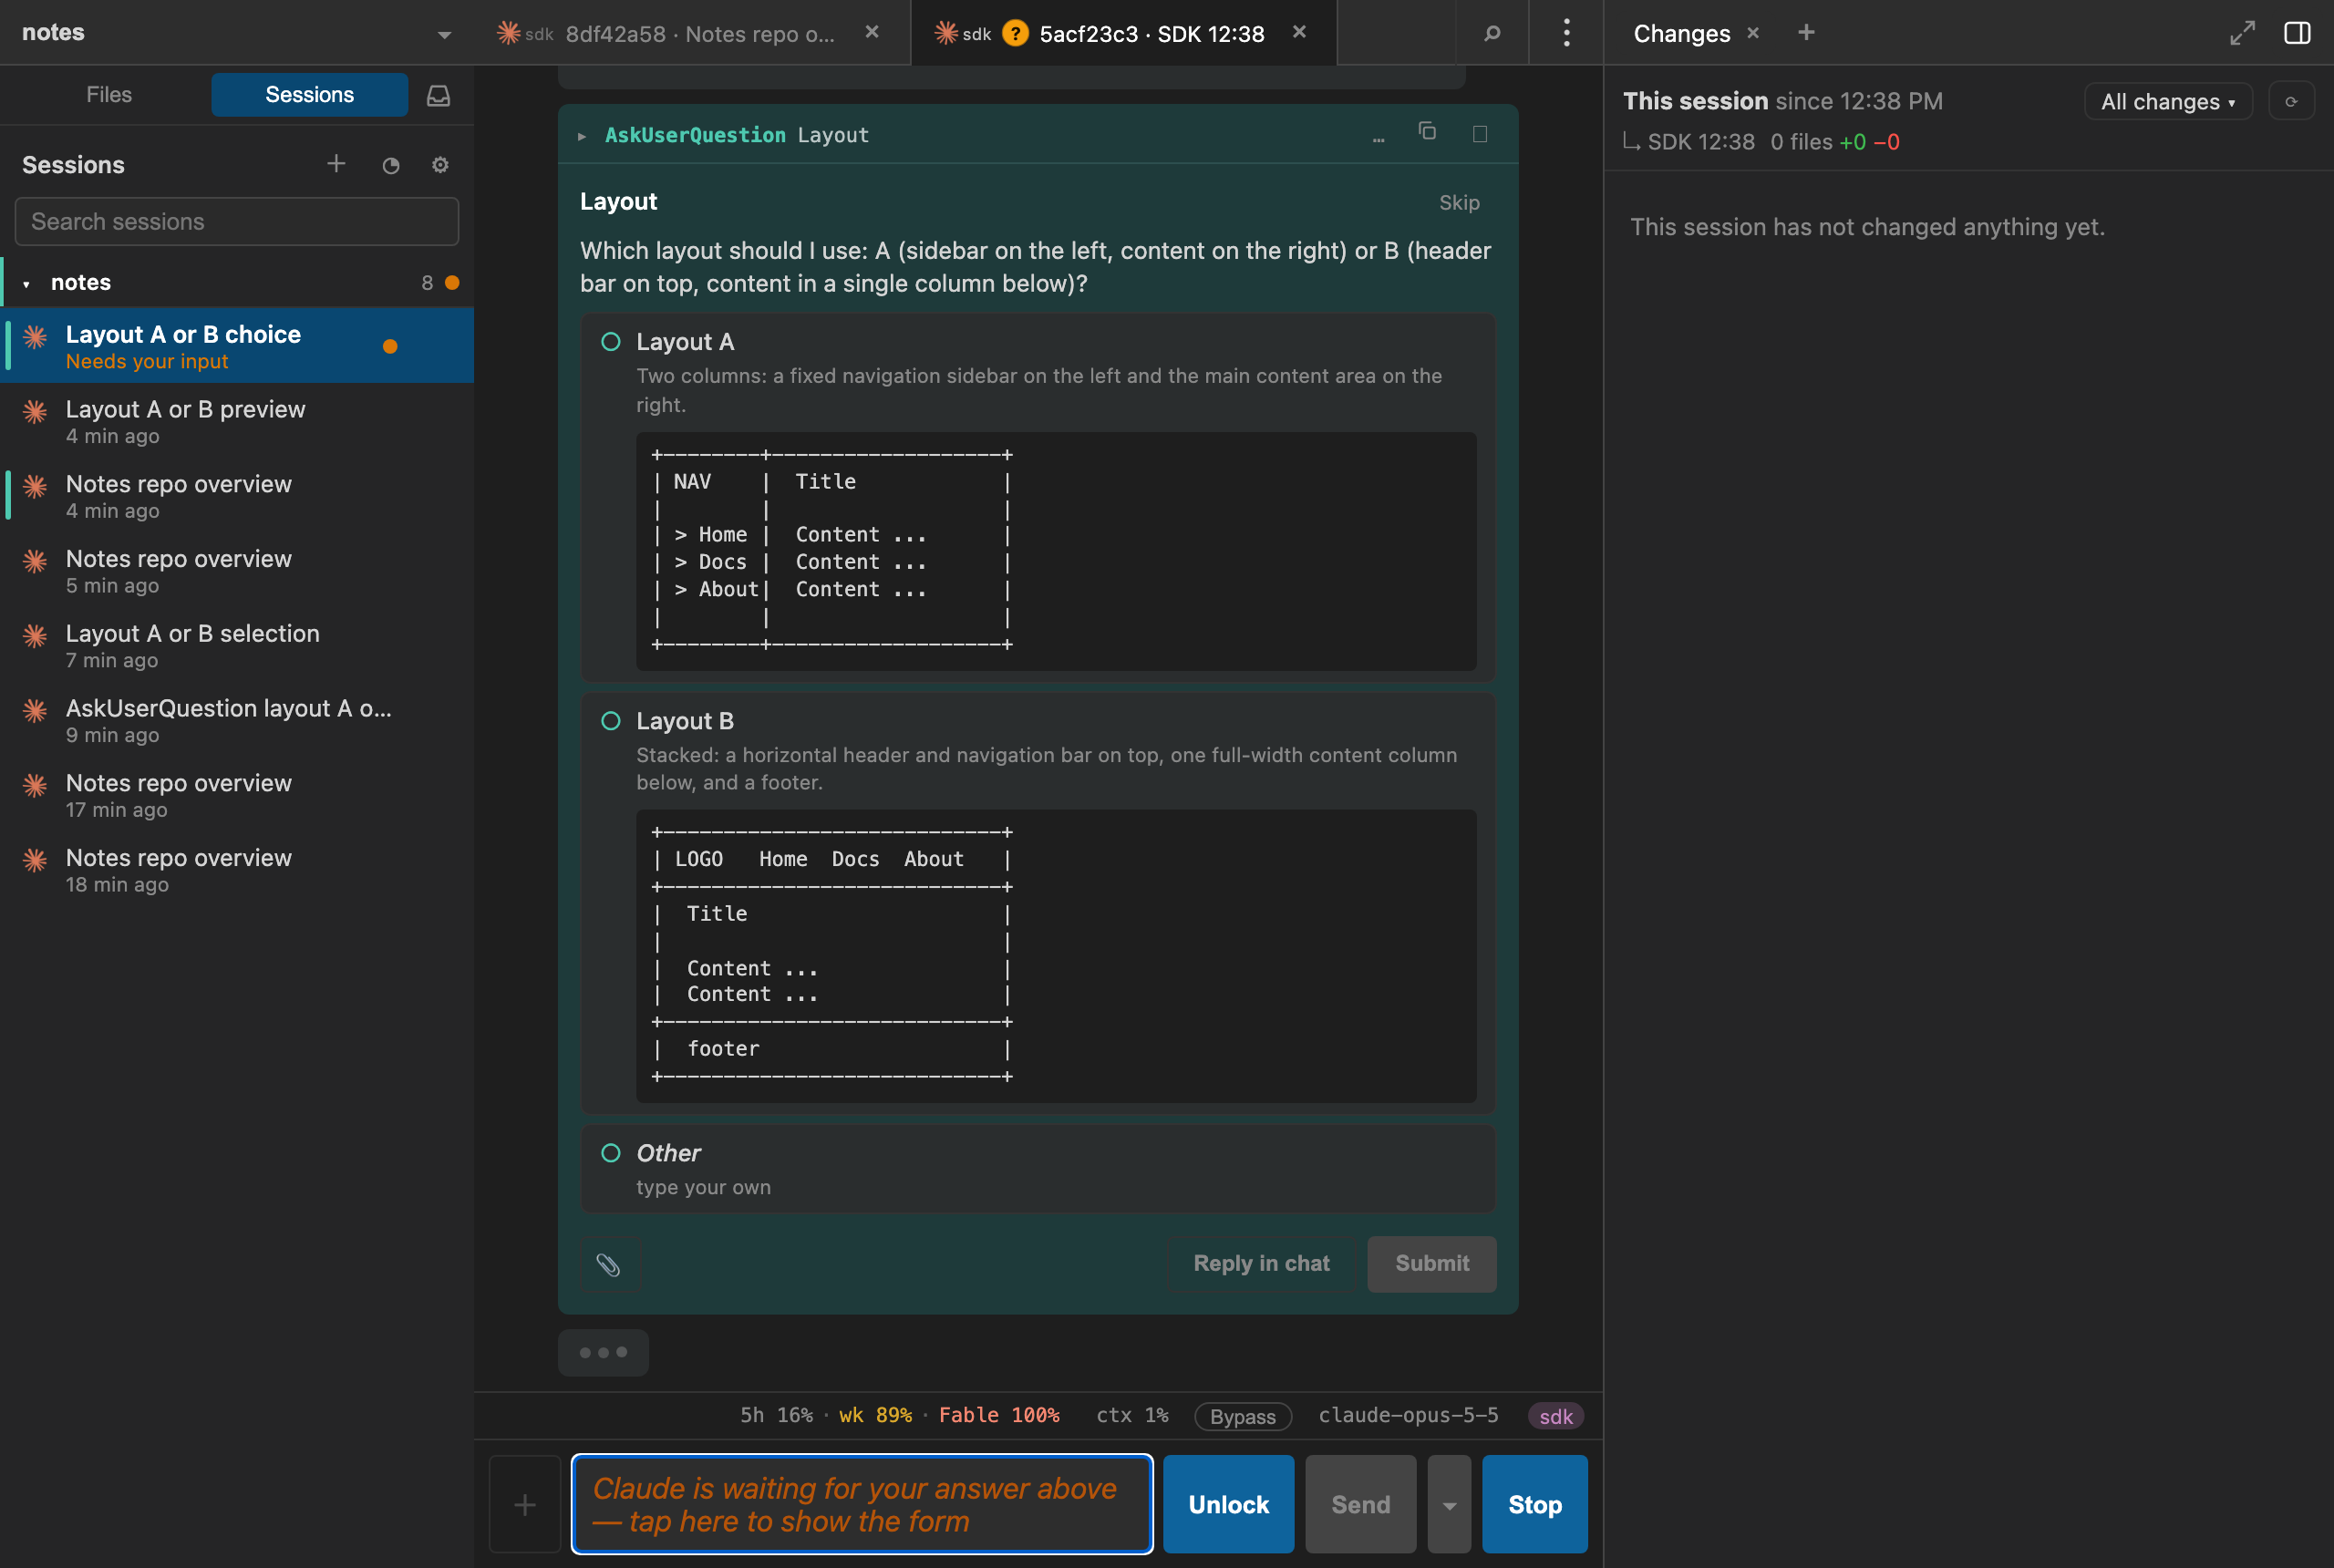 notes
sdk 8df42a58 · Notes repo o...
sdk ? 5acf23c3 · SDK 12:38
Changes
Files
Sessions
Sessions
Search sessions
notes 8
Layout A or B choice
Needs your input
Layout A or B preview
4 min ago
Notes repo overview
4 min ago
Notes repo overview
5 min ago
Layout A or B selection
7 min ago
AskUserQuestion layout A o...
9 min ago
Notes repo overview
17 min ago
Notes repo overview
18 min ago
AskUserQuestion Layout ...
Layout
Skip
Which layout should I use: A (sidebar on the left, content on the right) or B (header
bar on top, content in a single column below)?
Layout A
Two columns: a fixed navigation sidebar on the left and the main content area on the
right.
+--------+-------------------+
| NAV    |  Title            |
|        |                   |
| > Home |  Content ...      |
| > Docs |  Content ...      |
| > About|  Content ...      |
|        |                   |
+--------+-------------------+
Layout B
Stacked: a horizontal header and navigation bar on top, one full-width content column
below, and a footer.
+----------------------------+
| LOGO   Home  Docs  About   |
+----------------------------+
|  Title                     |
|                            |
|  Content ...               |
|  Content ...               |
+----------------------------+
|  footer                    |
+----------------------------+
Other
type your own
Reply in chat
Submit
5h 16% · wk 89% · Fable 100% ctx 1% Bypass claude-opus-5-5 sdk
Claude is waiting for your answer above
— tap here to show the form
Unlock
Send
Stop
This session since 12:38 PM
All changes
SDK 12:38 0 files +0 −0
This session has not changed anything yet.